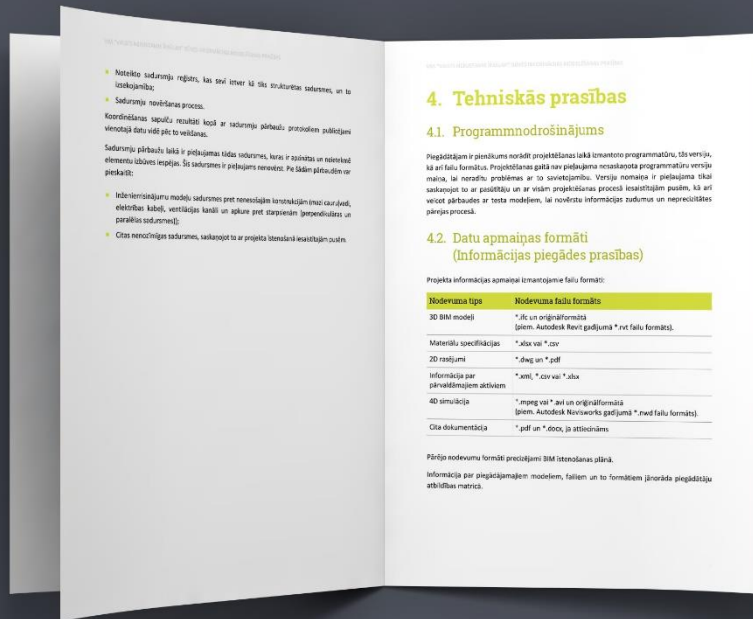 Noteikto sadursmju reģistrs, kas sevī ietver kā tiks strukturētas sadursmes, un to
izsekojamība;
Sadursmju novēršanas process.
Koordinēšanas sapulču rezultāti kopā ar sadursmju pārbaužu protokoliem publicējami
vienotajā datu vidē pēc to veikšanas.
Sadursmju pārbaužu laikā ir pieļaujamas tādas sadursmes, kuras ir apzinātas un neietekmē
elementu izbūves iespējas. Šīs sadursmes ir pieļaujams nenovērst. Pie šādām pārbaudēm var
pieskaitīt:
Inženierrisinājumu modeļu sadursmes pret nenesošajām konstrukcijām (mazi cauruļvadi,
elektrības kabeļi, ventilācijas kanāli un apkure pret starpsienām (perpendikulāras un
paralēlas sadursmes));
Citas nenozīmīgas sadursmes, saskaņojot to ar projekta īstenošanā iesaistītajām pusēm.
4. Tehniskās prasības
4.1. Programmnodrošinājums
Piegādātājam ir pienākums norādīt projektēšanas laikā izmantoto programmatūru, tās versiju,
kā arī failu formātus. Projektēšanas gaitā nav pieļaujama nesaskaņota programmatūru versiju
maiņa, lai neradītu problēmas ar to savietojamību. Versiju nomaiņa ir pieļaujama tikai
saskaņojot to ar pasūtītāju un ar visām projektēšanas procesā iesaistītajām pusēm, kā arī
veicot pārbaudes ar testa modeļiem, lai novērstu informācijas zudumus un neprecizitātes
pārejas procesā.
4.2. Datu apmaiņas formāti
(Informācijas piegādes prasības)
Projekta informācijas apmaiņai izmantojamie failu formāti:
Nodevuma tips Nodevuma failu formāts
3D BIM modeļi *.ifc un oriģinālformātā
(piem. Autodesk Revit gadījumā *.rvt failu formāts).
Materiālu specifikācijas *.xlsx vai *.csv
2D rasējumi *.dwg un *.pdf
Informācija par
pārvaldāmajiem aktīviem *.xml, *.csv vai *.xlsx
4D simulācija *.mpeg vai *.avi un oriģinālformātā
(piem. Autodesk Navisworks gadījumā *.nwd failu formāts).
Cita dokumentācija *.pdf un *.docx, ja attiecināms
Pārējo nodevumu formāti precizējami BIM īstenošanas plānā.
Informācija par piegādājamajiem modeļiem, failiem un to formātiem jānorāda piegādātāju
atbildības matricā.